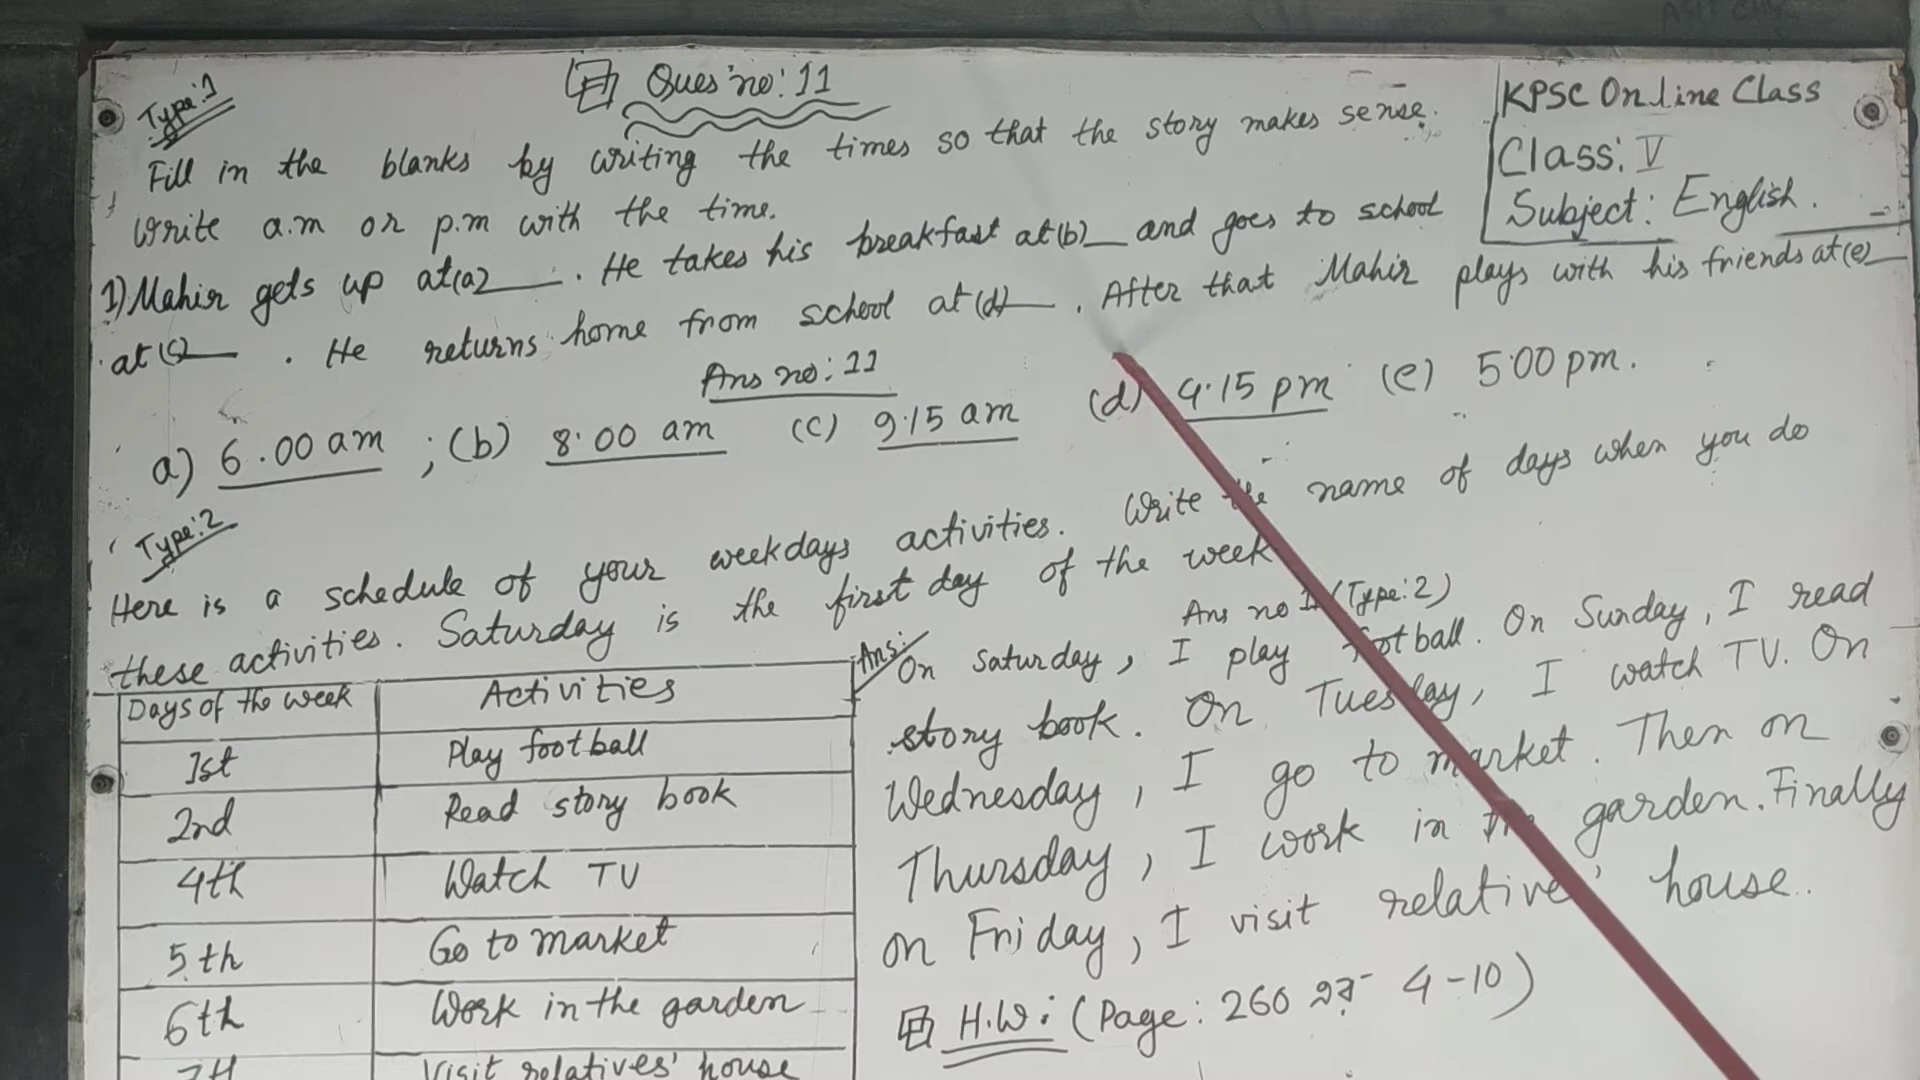 Type:1
Ques no: 11
KPSC Online Class
Class: V
Subject: English.
Fill in the blanks by writing the times so that the story makes sense.
Write a.m or p.m with the time.
1) Mahir gets up at(a)___. He takes his breakfast at(b)__ and goes to school
at(c)___. He returns home from school at(d)___. After that Mahir plays with his friends at(e)__
Ans no: 11
a) 6.00 am ; (b) 8.00 am (c) 9.15 am (d) 4.15 pm (e) 5.00 pm.
Type:2
Here is a schedule of your weekdays activities. Write the name of days when you do
these activities. Saturday is the first day of the week
Days of the week Activities
1st Play football
2nd Read story book
4th Watch TV
5th Go to market
6th Work in the garden
7th Visit relatives' house
Ans no 11 (Type:2)
Ans: On Saturday, I play football. On Sunday, I read
story book. On Tuesday, I watch TV. On
Wednesday, I go to market. Then on
Thursday, I work in the garden. Finally
on Friday, I visit relatives' house.
H.W: (Page: 260 এর 4-10)